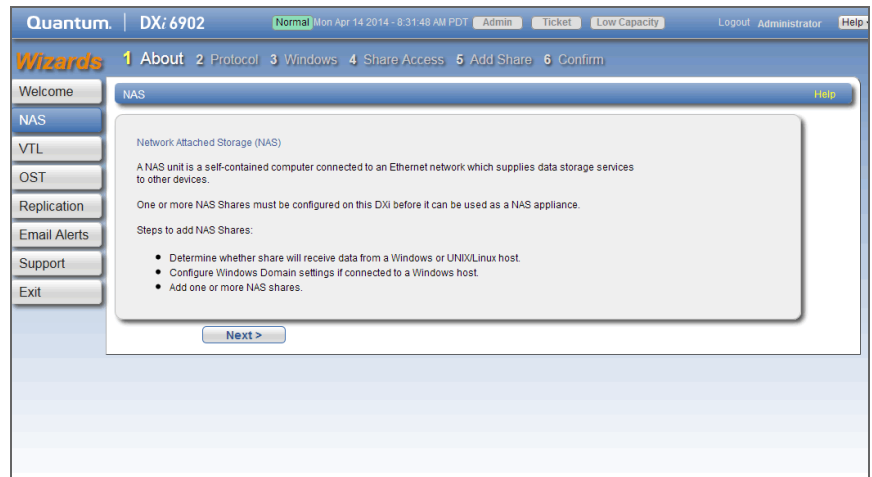 Quantum. DXi 6902 Normal Mon Apr 14 2014 - 8:31:48 AM PDT Admin Ticket Low Capacity Logout Administrator Help
Wizards 1 About 2 Protocol 3 Windows 4 Share Access 5 Add Share 6 Confirm
Welcome
NAS
VTL
OST
Replication
Email Alerts
Support
Exit
NAS Help
Network Attached Storage (NAS)
A NAS unit is a self-contained computer connected to an Ethernet network which supplies data storage services
to other devices.
One or more NAS Shares must be configured on this DXi before it can be used as a NAS appliance.
Steps to add NAS Shares:
• Determine whether share will receive data from a Windows or UNIX/Linux host.
• Configure Windows Domain settings if connected to a Windows host.
• Add one or more NAS shares.
Next >